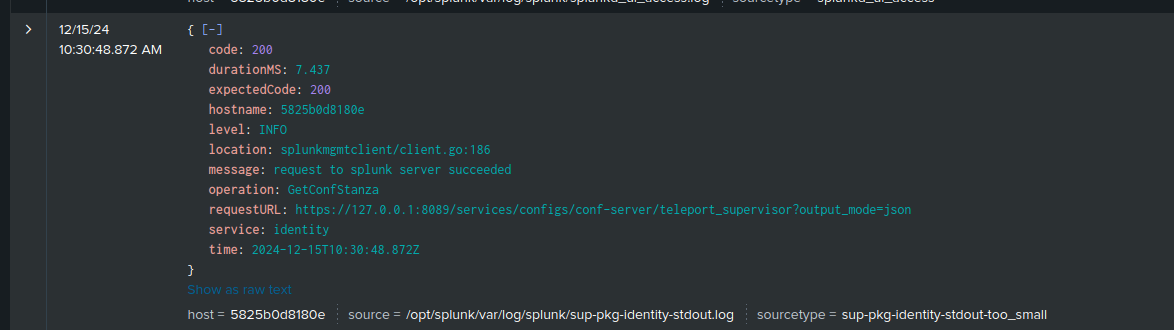 host = 5825b0d8180e source = /opt/splunk/var/log/splunk/splunkd_ui_access.log sourcetype = splunkd_ui_access
12/15/24
10:30:48.872 AM
{ [-]
code: 200
durationMS: 7.437
expectedCode: 200
hostname: 5825b0d8180e
level: INFO
location: splunkmgmtclient/client.go:186
message: request to splunk server succeeded
operation: GetConfStanza
requestURL: https://127.0.0.1:8089/services/configs/conf-server/teleport_supervisor?output_mode=json
service: identity
time: 2024-12-15T10:30:48.872Z
}
Show as raw text
host = 5825b0d8180e source = /opt/splunk/var/log/splunk/sup-pkg-identity-stdout.log sourcetype = sup-pkg-identity-stdout-too_small